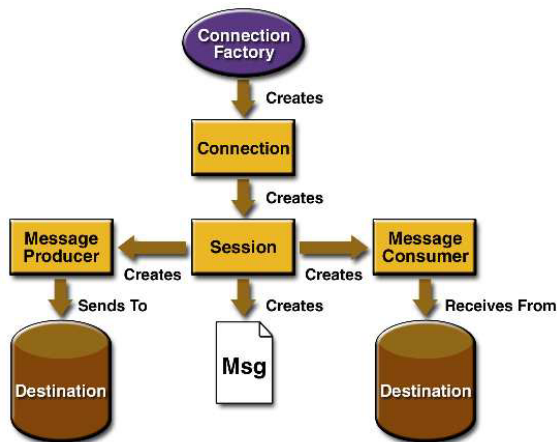 Connection
Factory
Creates
Connection
Creates
Message
Producer
Creates
Session
Creates
Message
Consumer
Sends To
Creates
Receives From
Destination
Msg
Destination